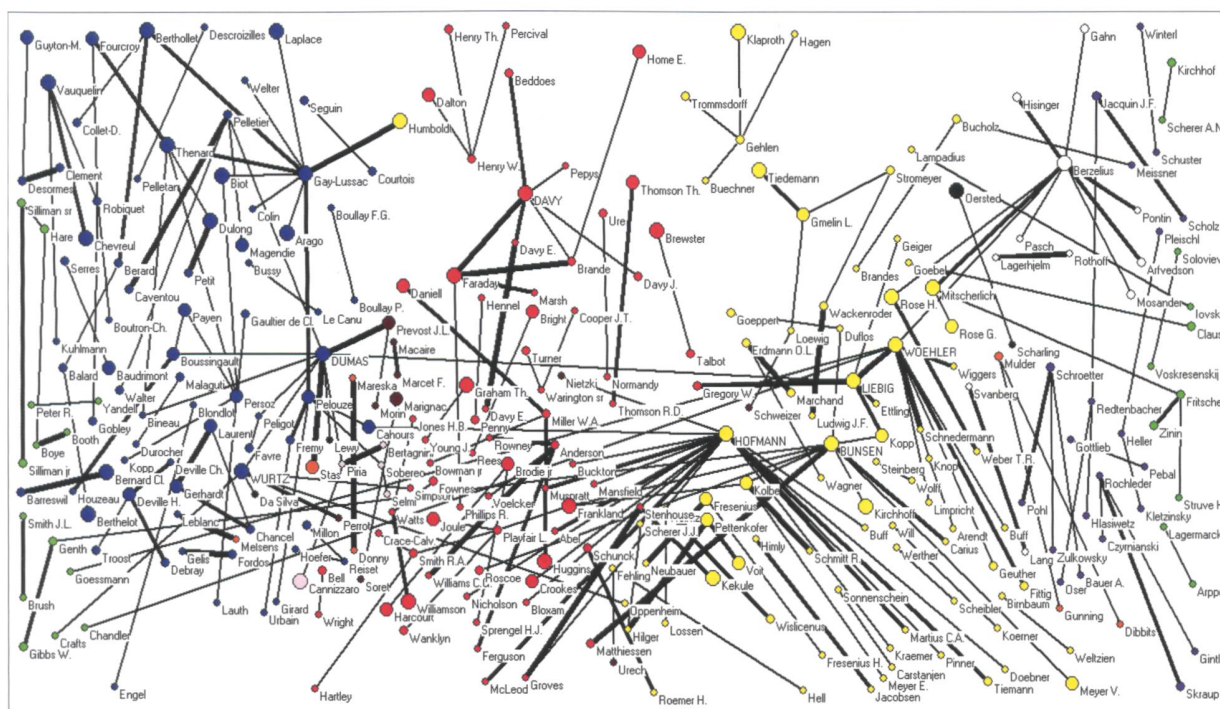 Guyton-M.
Fourcroy
Berthollet
Descroizilles
Laplace
Henry Th.
Percival
Home E.
Klaproth
Hagen
Gahn
Winterl
Kirchhof
Vauquelin
Welter
Seguin
Beddoes
Dalton
Trommsdorff
Hisinger
Jacquin J.F.
Scherer A.N
Collet-D.
Pelletier
Humboldt
Bucholz
Thenard
Henry W.
Gehlen
Lampadius
Schuster
Meissner
Clement
Desormes
Pelletan
Biot
Gay-Lussac
Courtois
Pepys
Thomson Th.
Tiedemann
Buechner
Stromeyer
Berzelius
Oersted
Silliman sr
Robiquet
Colin
Boullay F.G.
DAVY
Ure
Gmelin L.
Pontin
Scholz
Hare
Chevreul
Dulong
Arago
Magendie
Davy E.
Brewster
Geiger
Pasch
Pleischl
Serres
Berard
Petit
Bussy
Brande
Brandes
Goebel
Lagerhjelm
Rothoff
Soloviev
Faraday
Davy J.
Arfvedson
Caventou
Daniell
Marsh
Hennel
Rose H.
Mitscherlich
Mosander
Boullay P.
Wackenroder
Iovsk
Boutron-Ch.
Payen
Gaultier de Cl.
Le Canu
Prevost J.L.
Bright
Cooper J.T.
Goeppert
Loewig
Duflos
Rose G.
Claus
Kuhlmann
Boussingault
DUMAS
Macaire
Turner
Talbot
Erdmann O.L.
WOEHLER
Scharling
Mulder
Balard
Baudrimont
Malaguti
Mareska
Marcet F.
Nietzki
Normandy
Wiggers
Schroetter
Voskresenskij
Walter
Persoz
Pelouze
Morin
Marignac
Graham Th.
Warington sr
Gregory W.
Marchand
LIEBIG
Svanberg
Redtenbacher
Fritsche
Peter R.
Yandell
Gobley
Blondlot
Davy E.
Thomson R.D.
Ettling
Booth
Bineau
Laurent
Peligot
Cahours
Jones H.B.
Penny
Miller W.A.
Schweizer
Ludwig J.F.
Kopp
Schnedermann
Zinin
Boye
Durocher
Favre
Fremy
Lewy
Bertagnini
Young J.
Rowney
HOFMANN
BUNSEN
Heller
Silliman jr
Kopp
Deville Ch.
Stas
Piria
Sobrero
Bowman jr
Rees
Anderson
Steinberg
Knop
Weber T.R.
Gottlieb
Pebal
Barreswil
Bernard Cl.
Gerhardt
WURTZ
Selmi
Simpson
Brodie jr
Buckton
Kolbe
Wagner
Wolff
Rochleder
Houzeau
Deville H.
Da Silva
Fownes
Voelcker
Muspratt
Mansfield
Fresenius
Limpricht
Pohl
Hlasiwetz
Kletzinsky
Struve H
Smith J.L.
Berthelot
Leblanc
Chancel
Perrot
Watts
Phillips R.
Frankland
Stenhouse
Pettenkofer
Kirchhoff
Will
Arendt
Buff
Czyrnianski
Lagermarck
Genth
Troost
Melsens
Millon
Joule
Crace-Calv.
Playfair L.
Abel
Scherer J.J.
Himly
Buff
Werther
Carius
Lang
Zulkowsky
Goessmann
Debray
Gelis
Fordos
Hoefer
Donny
Smith R.A.
Schunck
Voit
Schmitt R.
Geuther
Bauer A.
Reiset
Bell
Soret
Roscoe
Huggins
Fehling
Neubauer
Kekule
Fittig
Oser
Arppe
Brush
Cannizzaro
Williams C.G.
Crookes
Sonnenschein
Scheibler
Birnbaum
Lauth
Girard
Wright
Harcourt
Williamson
Nicholson
Bloxam
Oppenheim
Wislicenus
Gunning
Chandler
Urbain
Wanklyn
Sprengel H.J.
Hilger
Lossen
Martius C.A.
Koerner
Dibbits
Crafts
Gibbs W.
Ferguson
Matthiessen
Fresenius H.
Kraemer
Pinner
Weltzien
Urech
Carstanjen
Doebner
Engel
Hartley
McLeod
Groves
Roemer H.
Hell
Meyer E.
Jacobsen
Tiemann
Meyer V.
Skraup